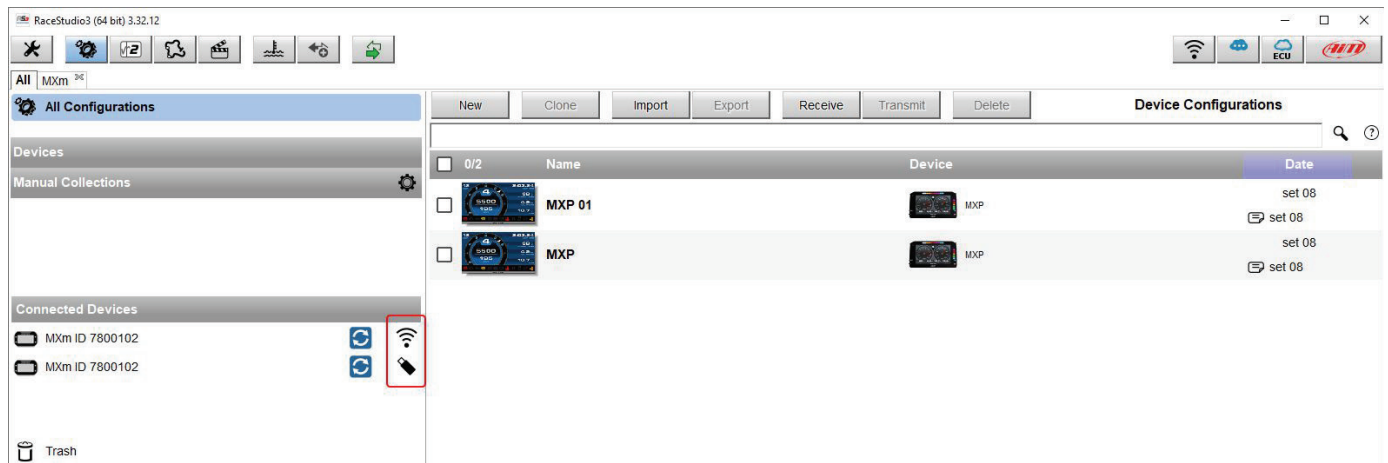 RaceStudio3 (64 bit) 3.32.12
ECU
AiM
All MXm
All Configurations
New Clone Import Export Receive Transmit Delete Device Configurations
Devices
0/2 Name Device Date
Manual Collections
MXP 01 MXP set 08
set 08
MXP MXP set 08
set 08
Connected Devices
MXm ID 7800102
MXm ID 7800102
Trash